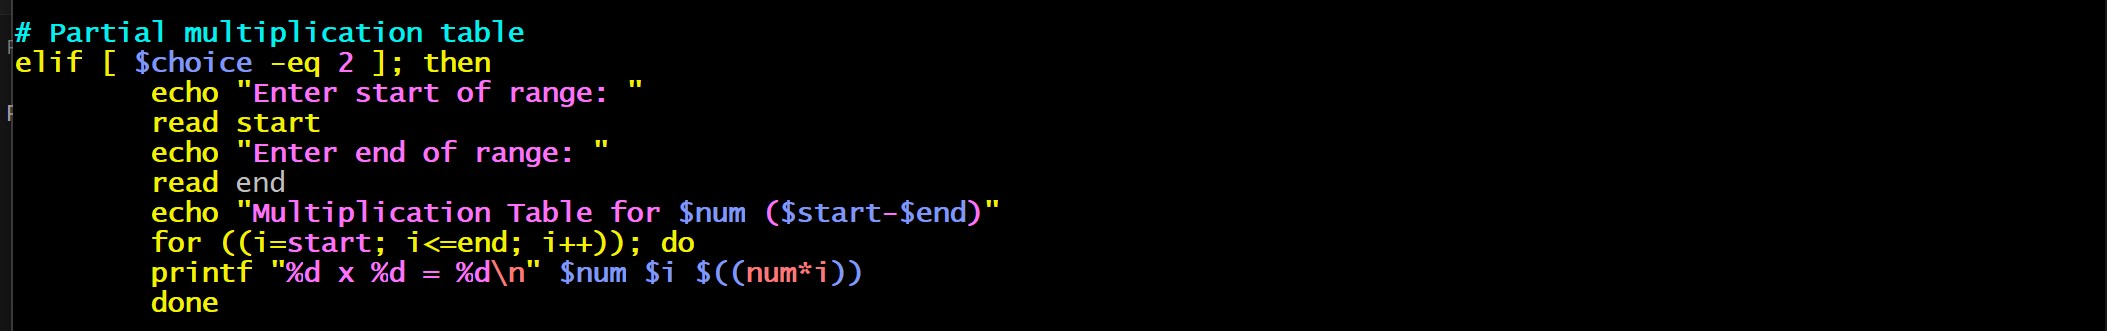 # Partial multiplication table
elif [ $choice -eq 2 ]; then
        echo "Enter start of range: "
        read start
        echo "Enter end of range: "
        read end
        echo "Multiplication Table for $num ($start-$end)"
        for ((i=start; i<=end; i++)); do
        printf "%d x %d = %d\n" $num $i $((num*i))
        done